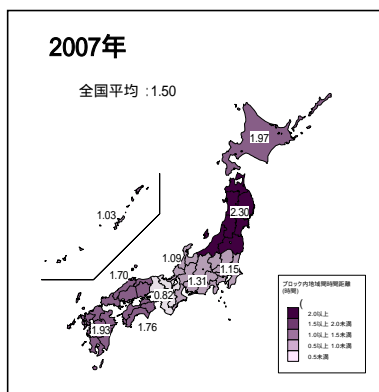 2007年
全国平均 :1.50
1.97
2.30
1.03
1.09
1.15
1.31
1.70
0.82
1.93
1.76
ブロック内地域間時間距離
(時間)
(
2.0以上
1.5以上 2.0未満
1.0以上 1.5未満
0.5以上 1.0未満
0.5未満